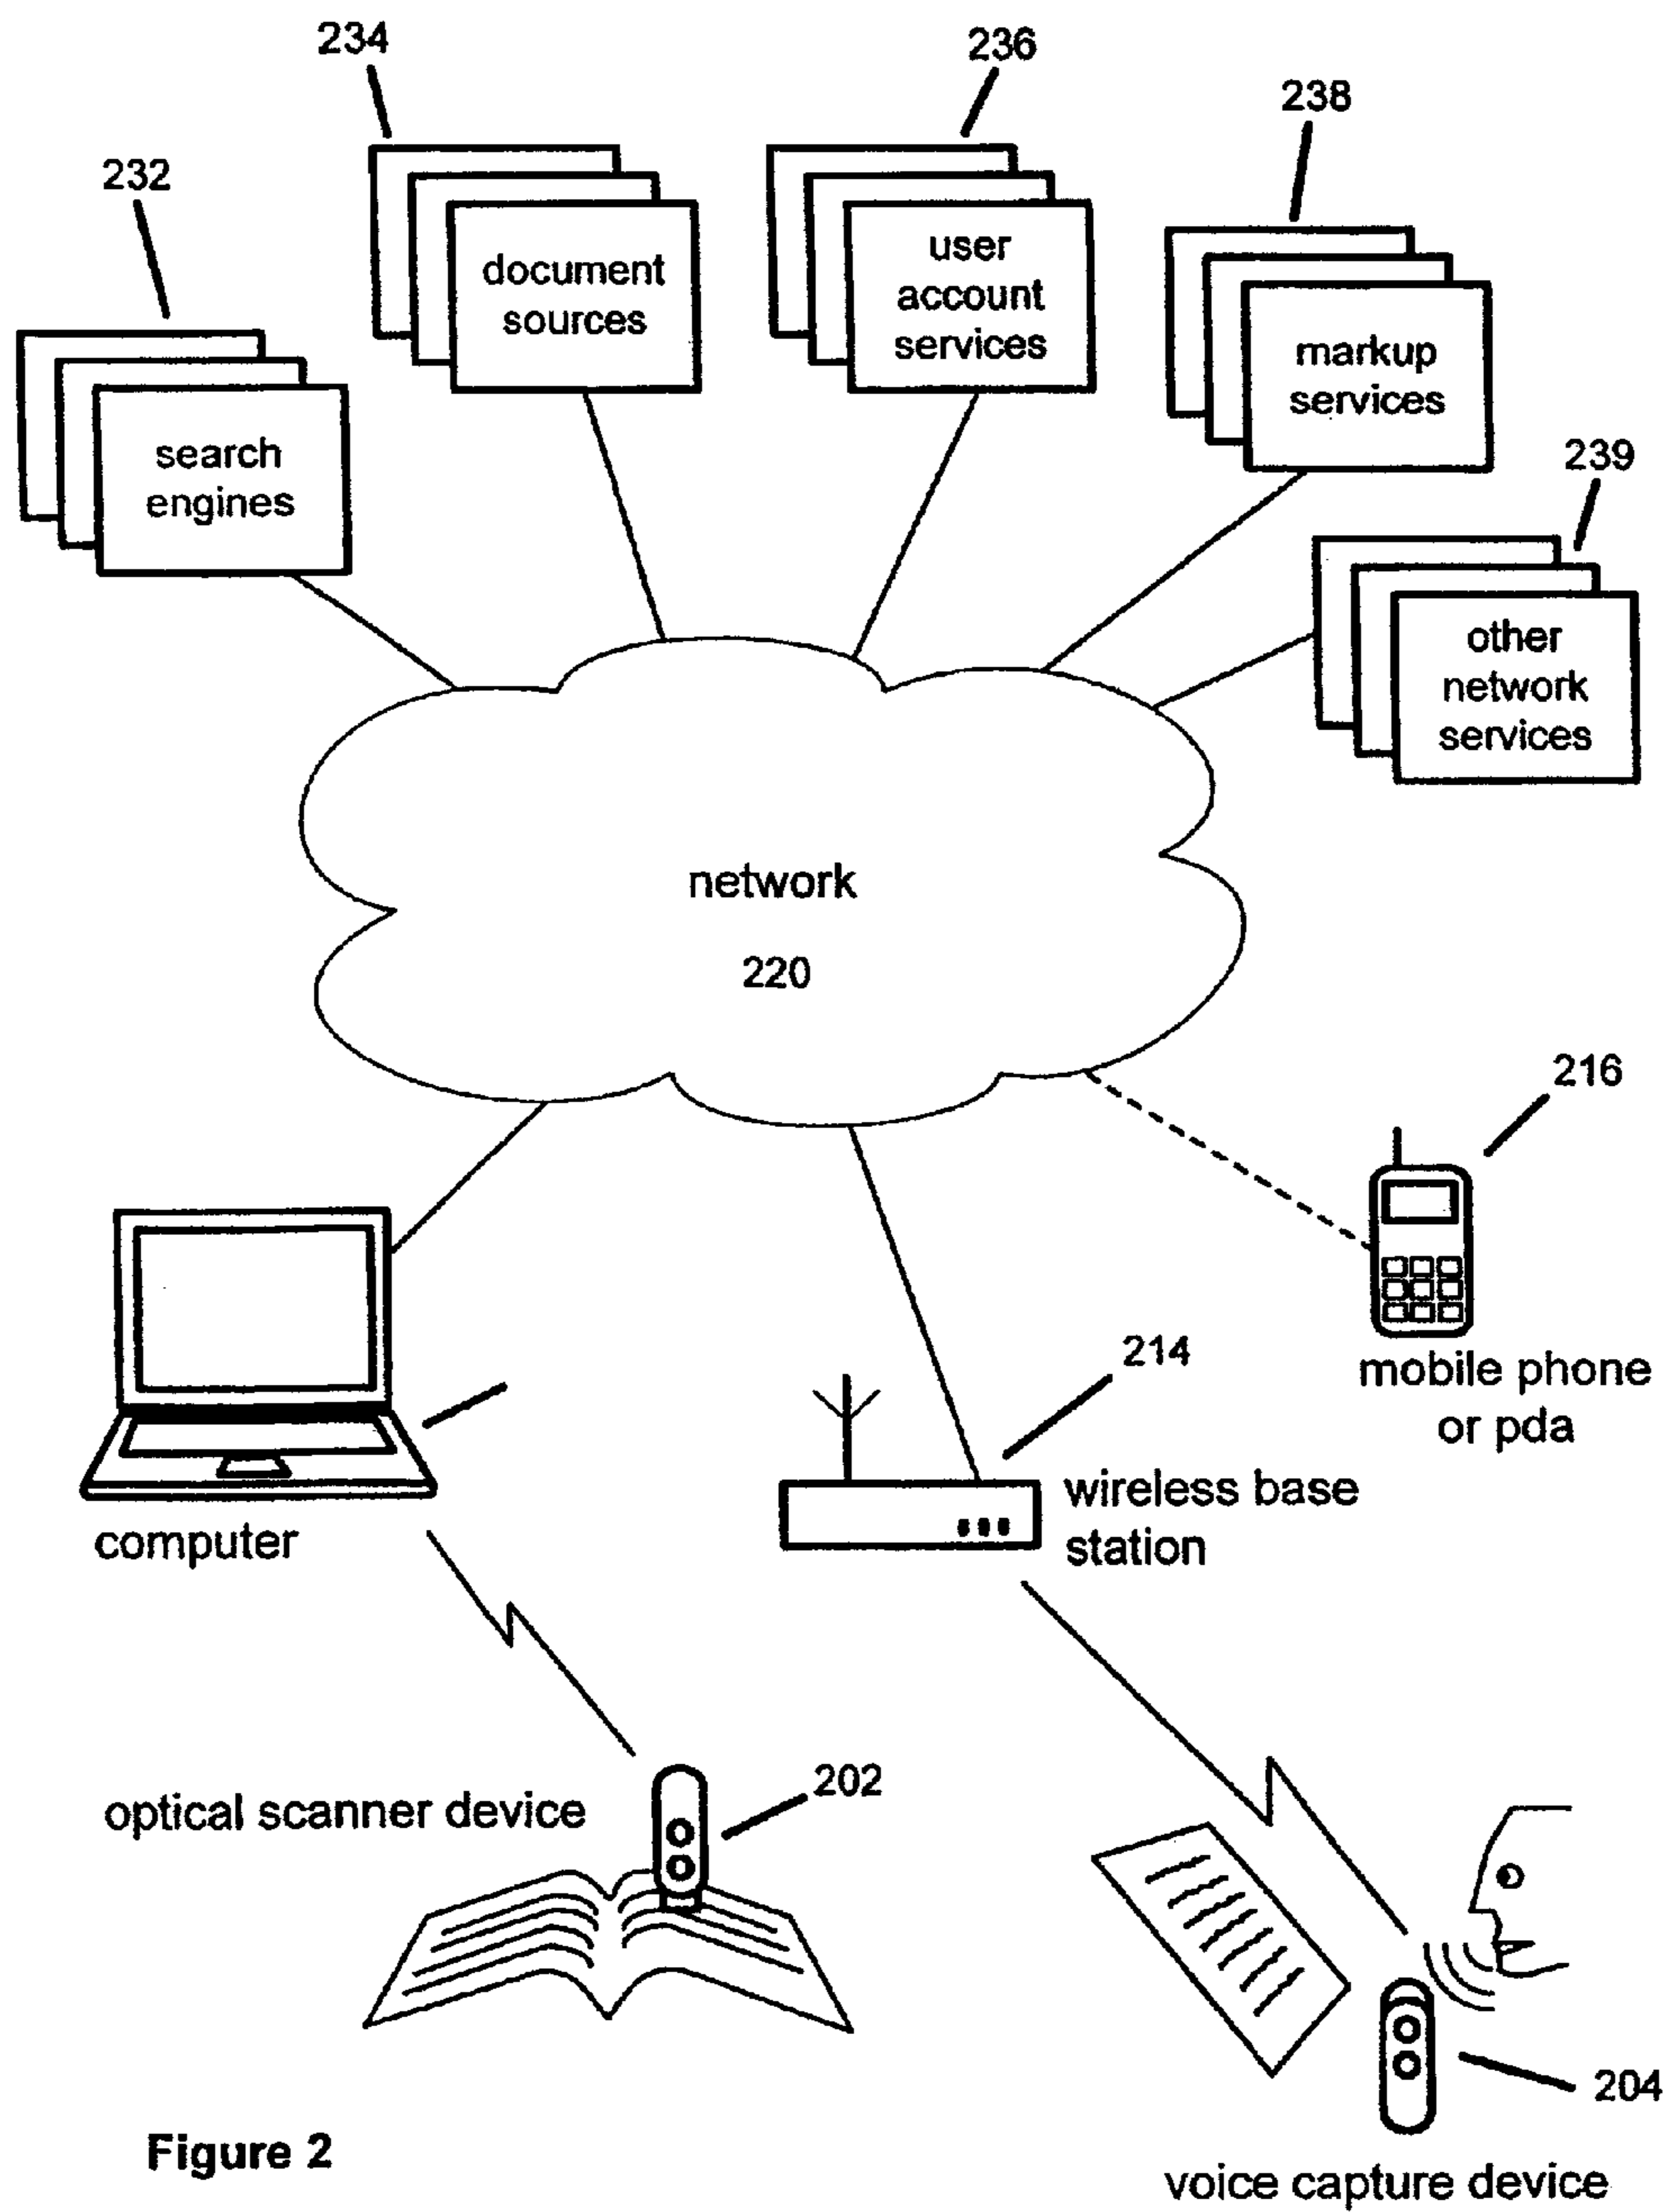 234
236
238
232
document
sources
user
account
services
markup
services
search
engines
239
other
network
services
network
220
216
mobile phone
or pda
214
wireless base
station
computer
optical scanner device
202
204
Figure 2
voice capture device